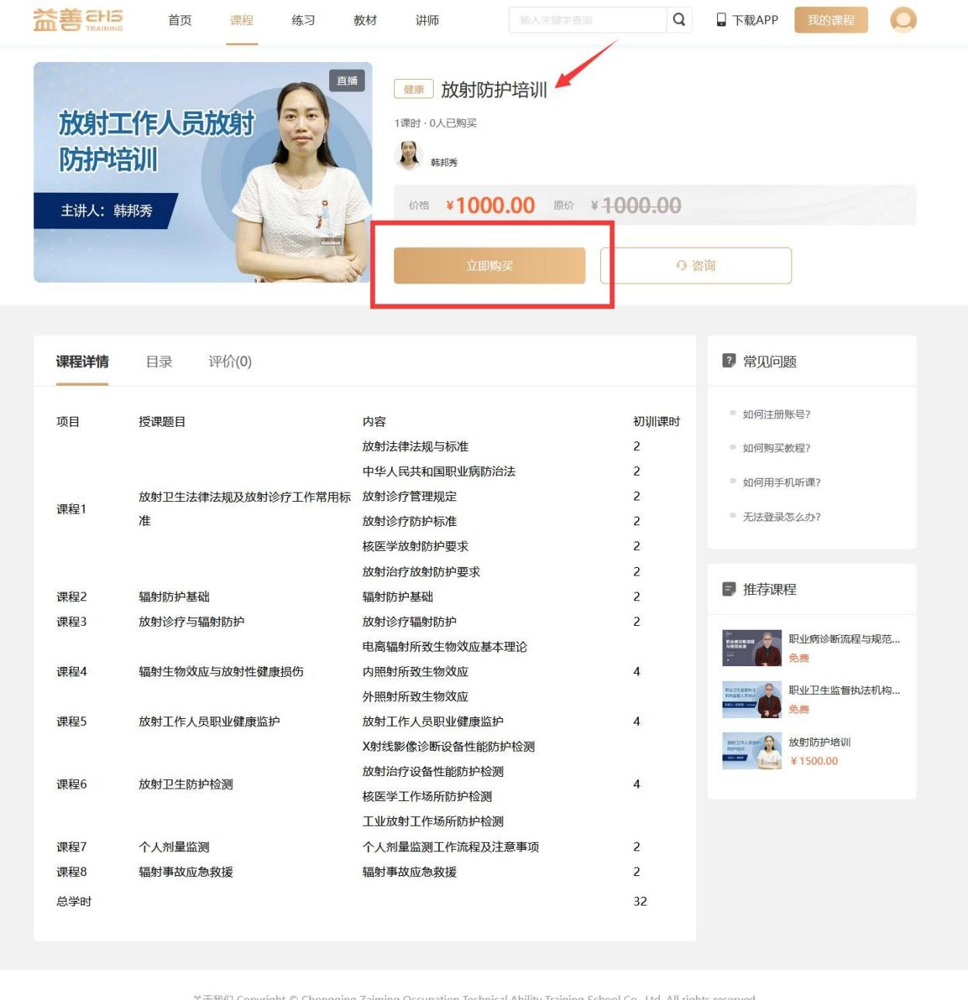 益善 EHS TRAINING
首页 课程 练习 教材 讲师 输入关键字查询 下载APP 我的课程
直播
放射工作人员放射
防护培训
主讲人：韩邦秀
健康 放射防护培训
1课时 · 0人已购买
韩邦秀
价格 ¥1000.00 原价 ¥1000.00
立即购买 咨询
课程详情 目录 评价(0)
项目 授课题目 内容 初训课时
放射法律法规与标准 2
中华人民共和国职业病防治法 2
课程1 放射卫生法律法规及放射诊疗工作常用标准 放射诊疗管理规定 2
放射诊疗防护标准 2
核医学放射防护要求 2
放射治疗放射防护要求 2
课程2 辐射防护基础 辐射防护基础 2
课程3 放射诊疗与辐射防护 放射诊疗辐射防护 2
电离辐射所致生物效应基本理论
课程4 辐射生物效应与放射性健康损伤 内照射所致生物效应 4
外照射所致生物效应
课程5 放射工作人员职业健康监护 放射工作人员职业健康监护 4
X射线影像诊断设备性能防护检测
放射治疗设备性能防护检测
课程6 放射卫生防护检测 核医学工作场所防护检测 4
工业放射工作场所防护检测
课程7 个人剂量监测 个人剂量监测工作流程及注意事项 2
课程8 辐射事故应急救援 辐射事故应急救援 2
总学时 32
常见问题
如何注册账号?
如何购买教程?
如何用手机听课?
无法登录怎么办?
推荐课程
职业病诊断流程与规范...
免费
职业卫生监督执法机构...
免费
放射防护培训
¥1500.00
关于我们 Copyright © Chongqing Zaiming Occupation Technical Ability Training School Co., Ltd. All rights reserved